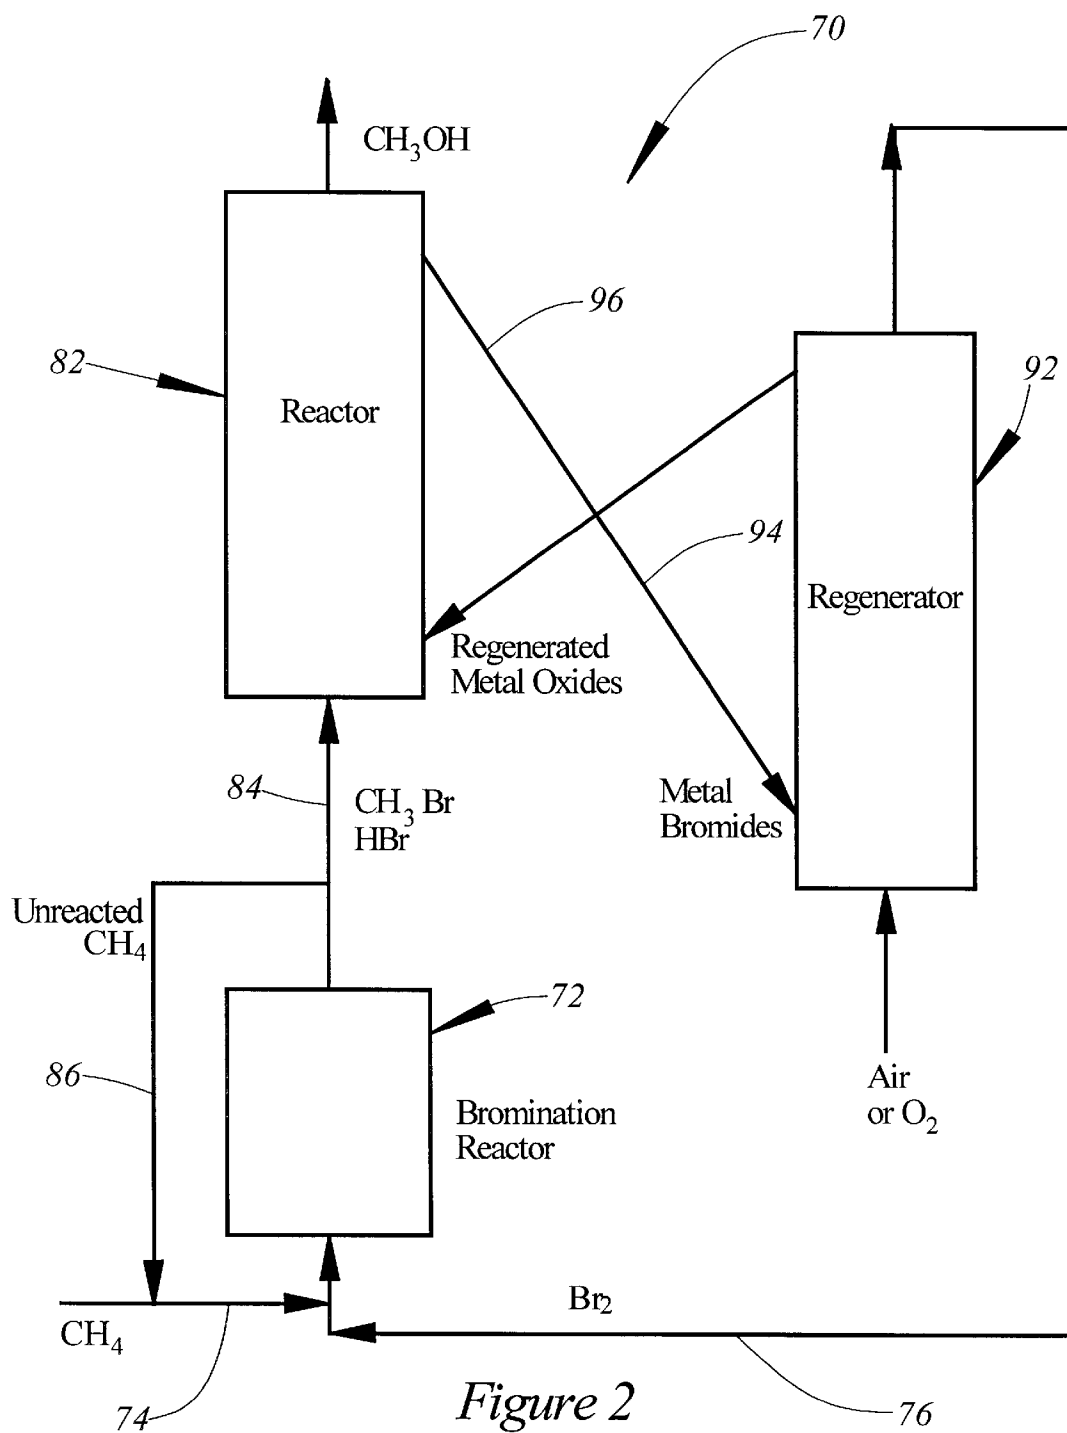 70
CH₃OH
96
82
92
Reactor
94
Regenerator
Regenerated
Metal Oxides
84
CH₃ Br
HBr
Metal
Bromides
Unreacted
CH₄
72
86
Air
or O₂
Bromination
Reactor
Br₂
CH₄
74
Figure 2
76